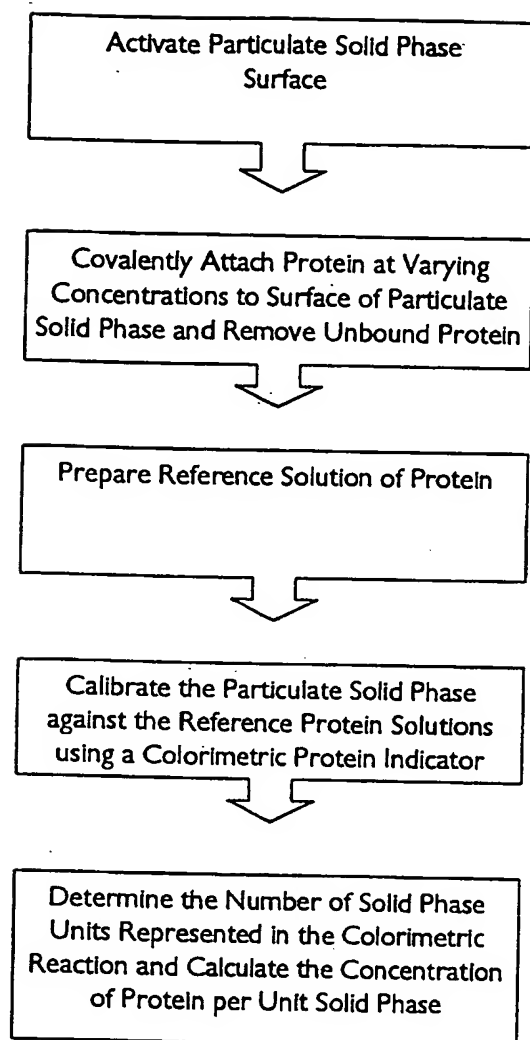 Activate Particulate Solid Phase
Surface
Covalently Attach Protein at Varying
Concentrations to Surface of Particulate
Solid Phase and Remove Unbound Protein
Prepare Reference Solution of Protein
Calibrate the Particulate Solid Phase
against the Reference Protein Solutions
using a Colorimetric Protein Indicator
Determine the Number of Solid Phase
Units Represented in the Colorimetric
Reaction and Calculate the Concentration
of Protein per Unit Solid Phase